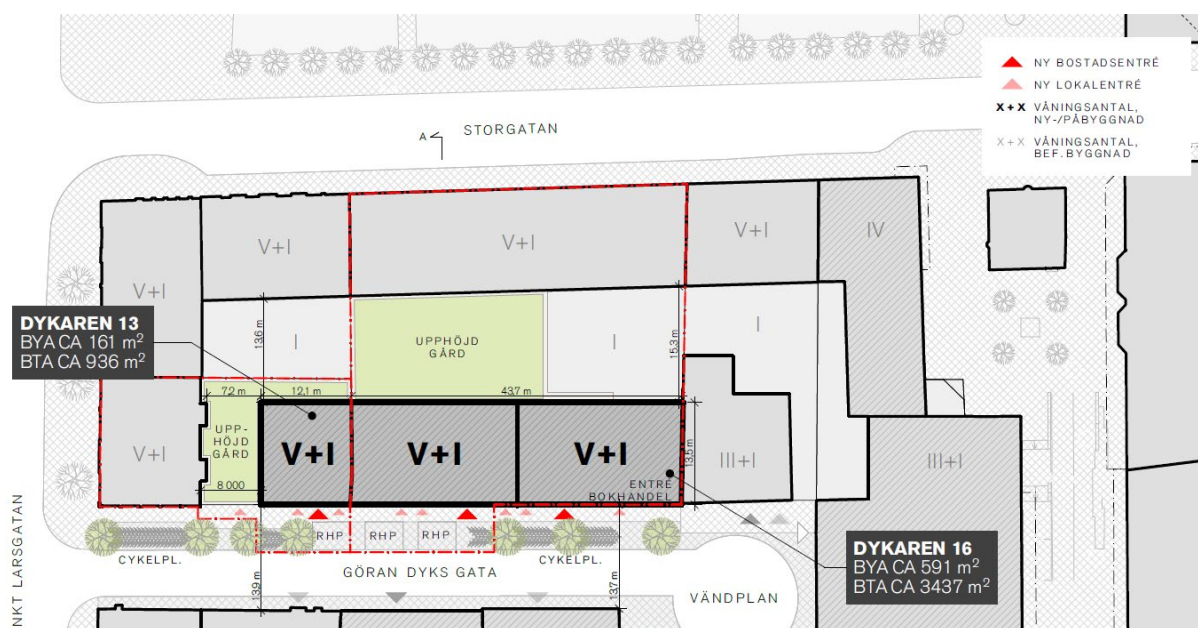 NY BOSTADSENTRÉ
NY LOKALENTRÉ
X+X VÅNINGSANTAL,
NY-/PÅBYGGNAD
X+X VÅNINGSANTAL,
BEF.BYGGNAD
A
STORGATAN
V+I
V+I
V+I
IV
V+I
DYKAREN 13
BYA CA 161 m²
BTA CA 936 m²
13,6 m
I
UPPHÖJD
GÅRD
I
15,3 m
I
7,2 m
12,1 m
43,7 m
V+I
UPP-
HÖJD
GÅRD
8 000
V+I
V+I
V+I
ENTRÉ
BOKHANDEL
13,5 m
III+I
III+I
RHP
RHP
RHP
CYKELPL.
CYKELPL.
GÖRAN DYKS GATA
13,9 m
13,7 m
VÄNDPLAN
DYKAREN 16
BYA CA 591 m²
BTA CA 3437 m²
NKT LARSGATAN